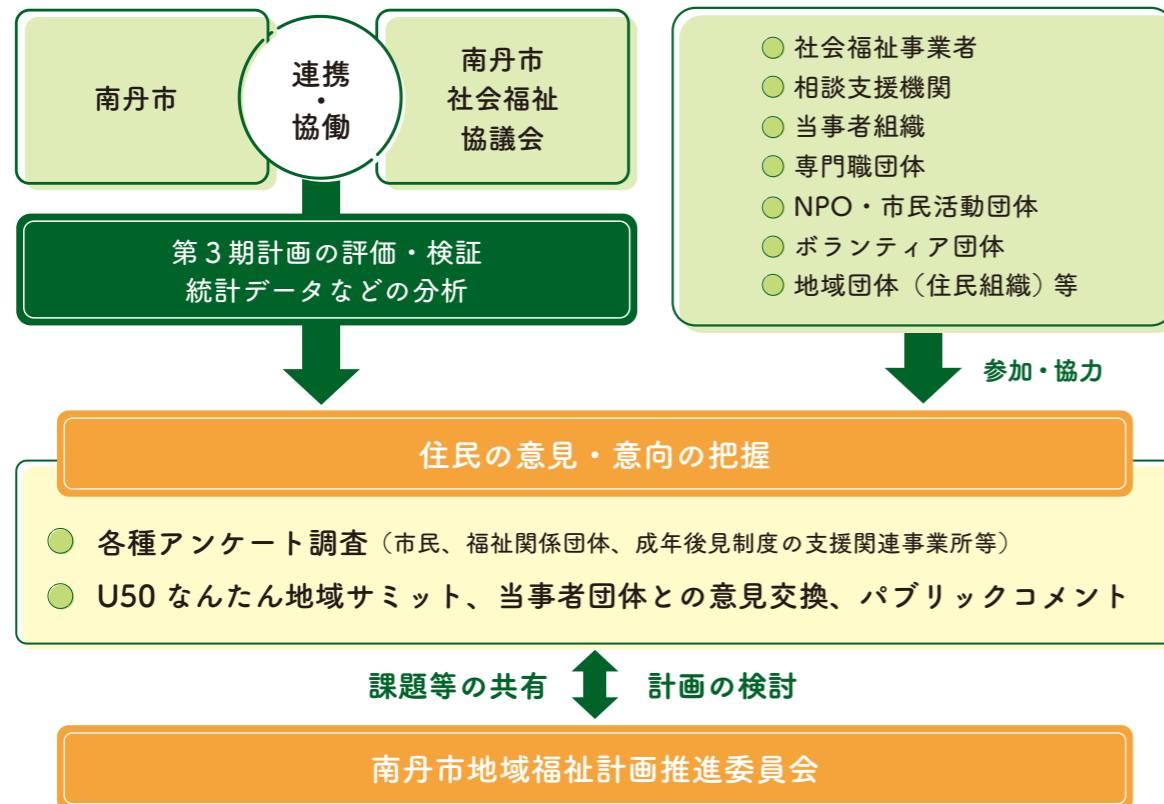 南丹市
連携
・
協働
南丹市
社会福祉
協議会
第3期計画の評価・検証
統計データなどの分析
社会福祉事業者
相談支援機関
当事者組織
専門職団体
NPO・市民活動団体
ボランティア団体
地域団体（住民組織）等
参加・協力
住民の意見・意向の把握
各種アンケート調査（市民、福祉関係団体、成年後見制度の支援関連事業所等）
U50 なんたん地域サミット、当事者団体との意見交換、パブリックコメント
課題等の共有 計画の検討
南丹市地域福祉計画推進委員会